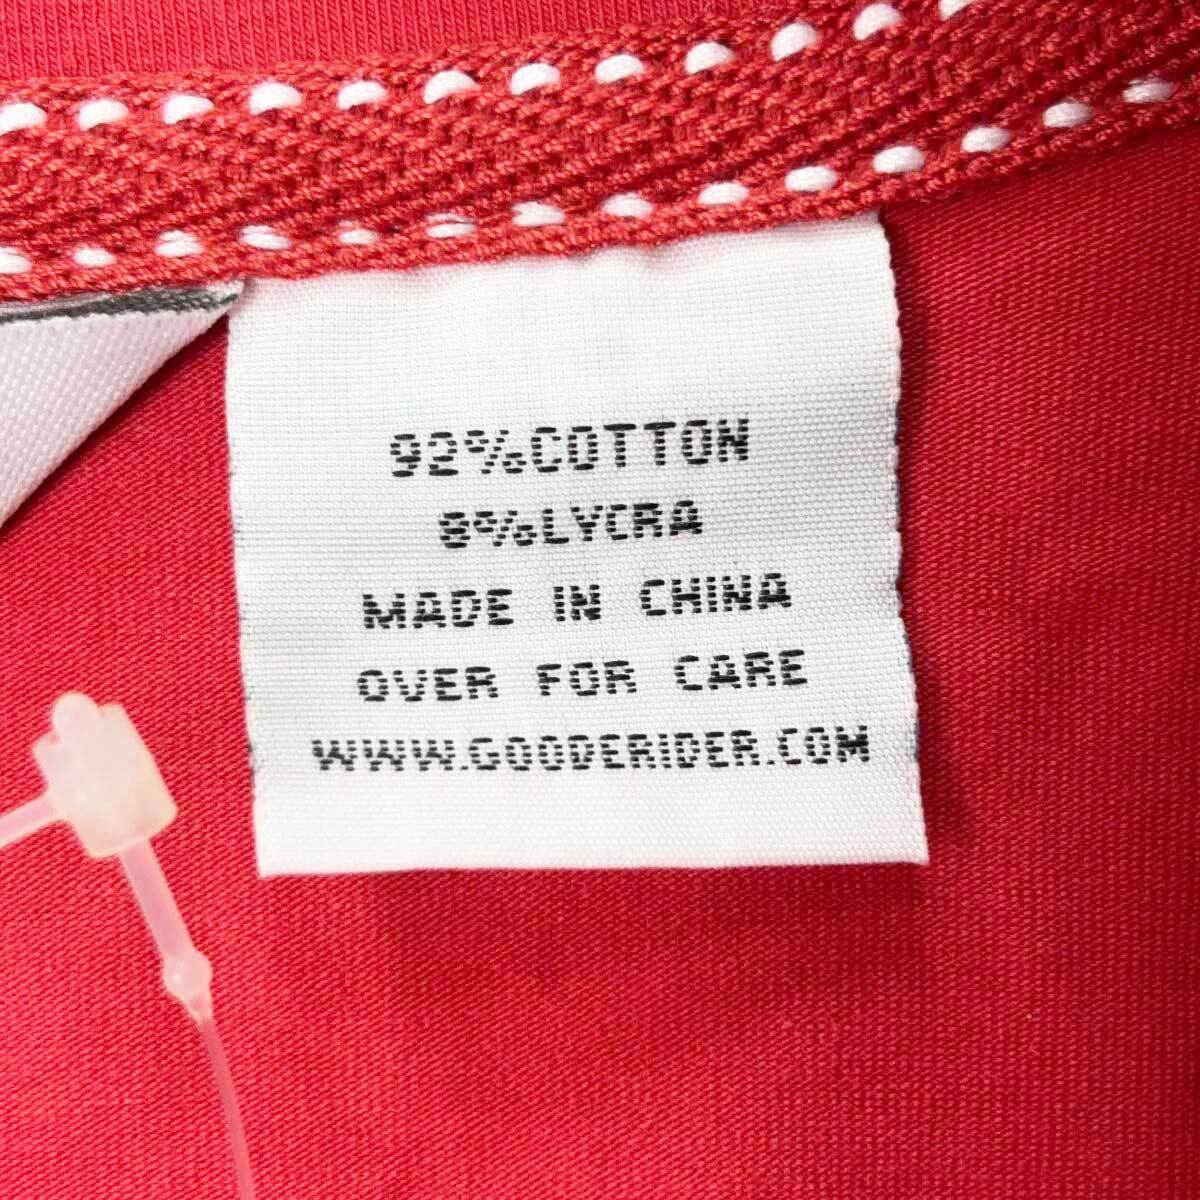 92%COTTON
8%LYCRA
MADE IN CHINA
OVER FOR CARE
WWW.GOODERIDER.COM